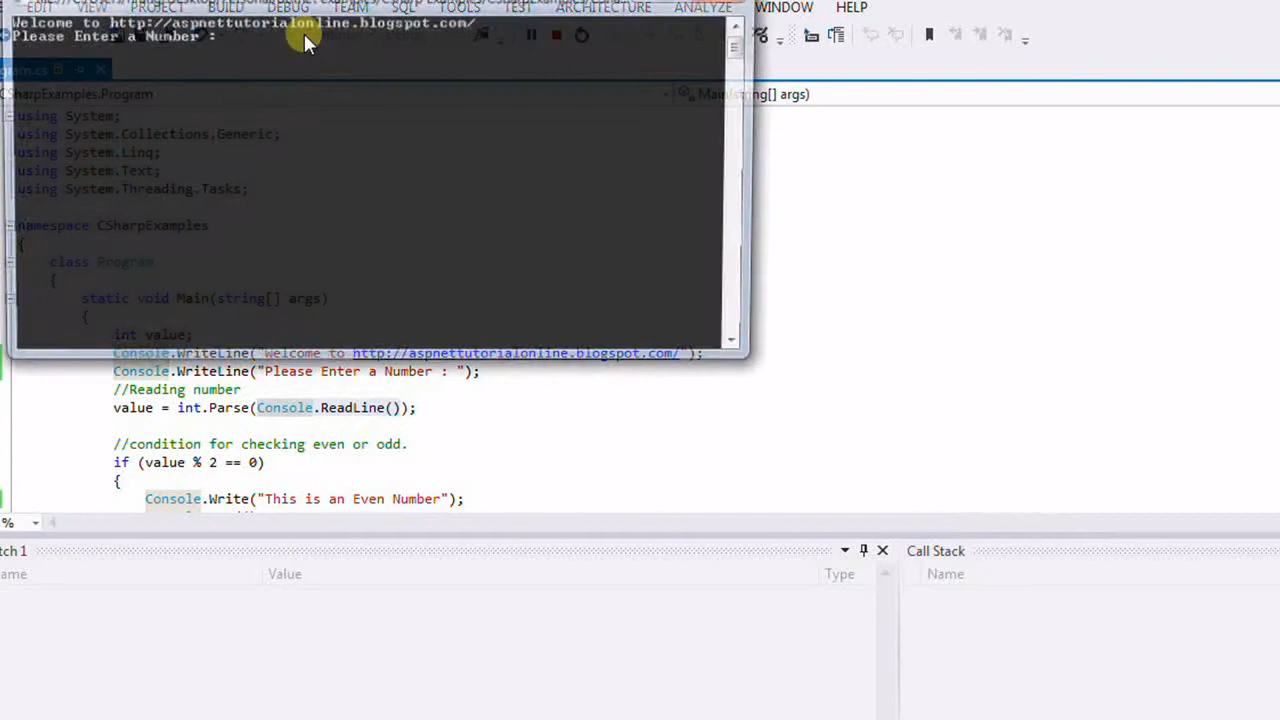 Welcome to http://aspnettutorialonline.blogspot.com/
Please Enter a Number :
EDIT VIEW PROJECT BUILD DEBUG TEAM SQL TOOLS TEST ARCHITECTURE ANALYZE WINDOW HELP
gram.cs
CSharpExamples.Program
Main(string[] args)
using System;
using System.Collections.Generic;
using System.Linq;
using System.Text;
using System.Threading.Tasks;
namespace CSharpExamples
{
class Program
{
static void Main(string[] args)
{
int value;
Console.WriteLine("Welcome to http://aspnettutorialonline.blogspot.com/");
Console.WriteLine("Please Enter a Number : ");
//Reading number
value = int.Parse(Console.ReadLine());
//condition for checking even or odd.
if (value % 2 == 0)
{
Console.Write("This is an Even Number");
%
tch 1
Call Stack
ame Value Type
Name